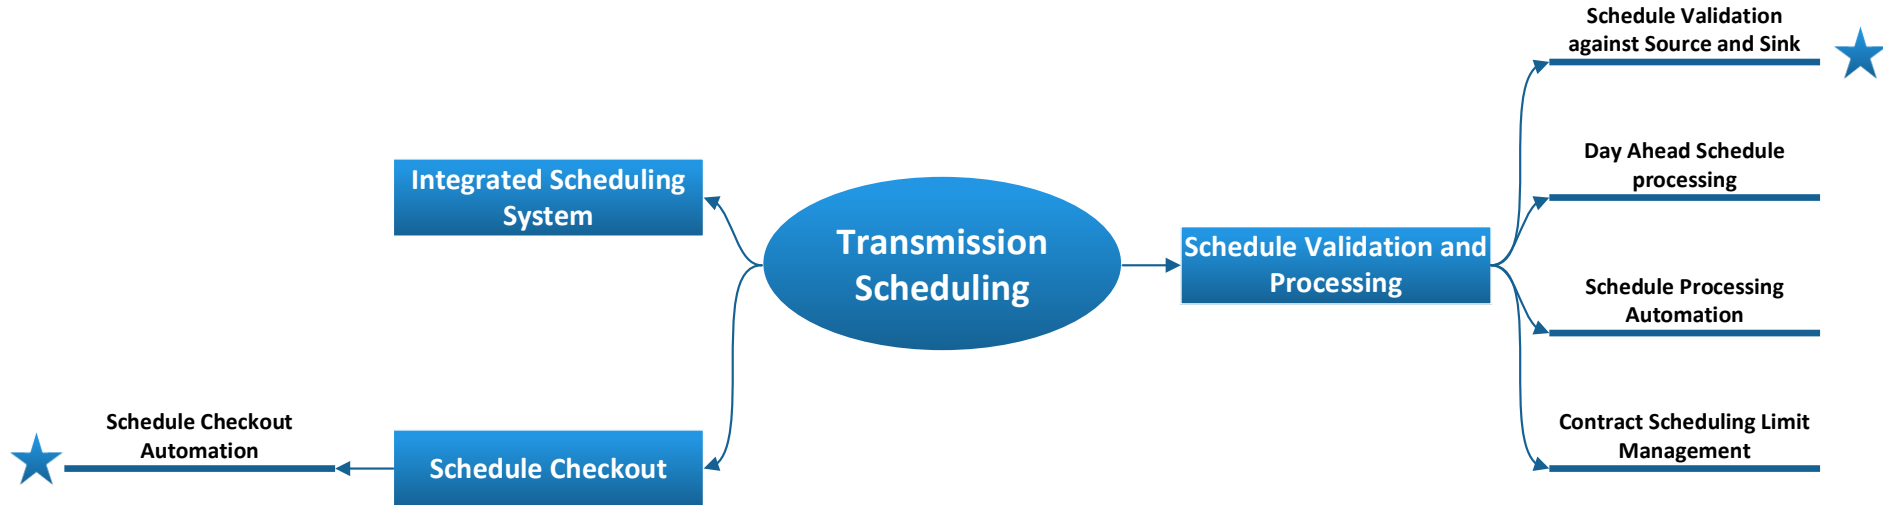 Schedule Validation
against Source and Sink
Day Ahead Schedule
processing
Integrated Scheduling
System
Transmission
Scheduling
Schedule Validation and
Processing
Schedule Processing
Automation
Schedule Checkout
Automation
Schedule Checkout
Contract Scheduling Limit
Management